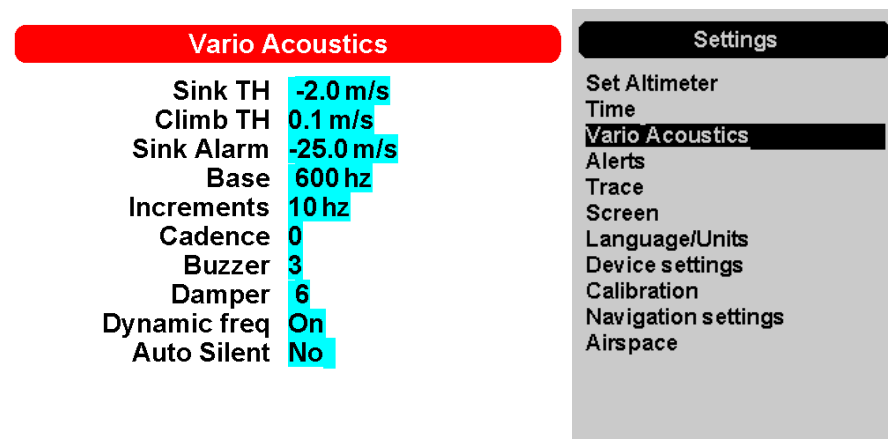 Vario Acoustics
Sink TH -2.0 m/s
Climb TH 0.1 m/s
Sink Alarm -25.0 m/s
Base 600 hz
Increments 10 hz
Cadence 0
Buzzer 3
Damper 6
Dynamic freq On
Auto Silent No
Settings
Set Altimeter
Time
Vario Acoustics
Alerts
Trace
Screen
Language/Units
Device settings
Calibration
Navigation settings
Airspace